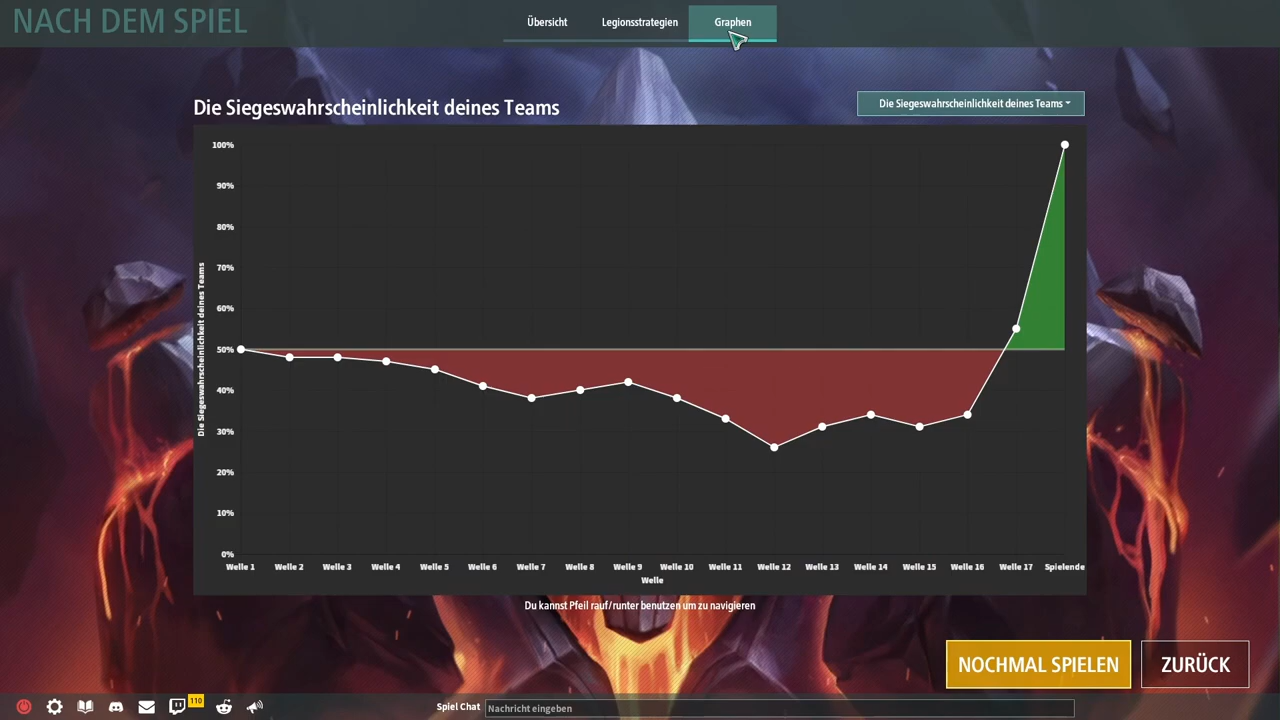 NACH DEM SPIEL
Übersicht
Legionsstrategien
Graphen
Die Siegeswahrscheinlichkeit deines Teams
Die Siegeswahrscheinlichkeit deines Teams
Die Siegeswahrscheinlichkeit deines Teams
100%
90%
80%
70%
60%
50%
40%
30%
20%
10%
0%
Welle 1
Welle 2
Welle 3
Welle 4
Welle 5
Welle 6
Welle 7
Welle 8
Welle 9
Welle 10
Welle 11
Welle 12
Welle 13
Welle 14
Welle 15
Welle 16
Welle 17
Spielende
Welle
Du kannst Pfeil rauf/runter benutzen um zu navigieren
NOCHMAL SPIELEN
ZURÜCK
110
Spiel Chat
Nachricht eingeben